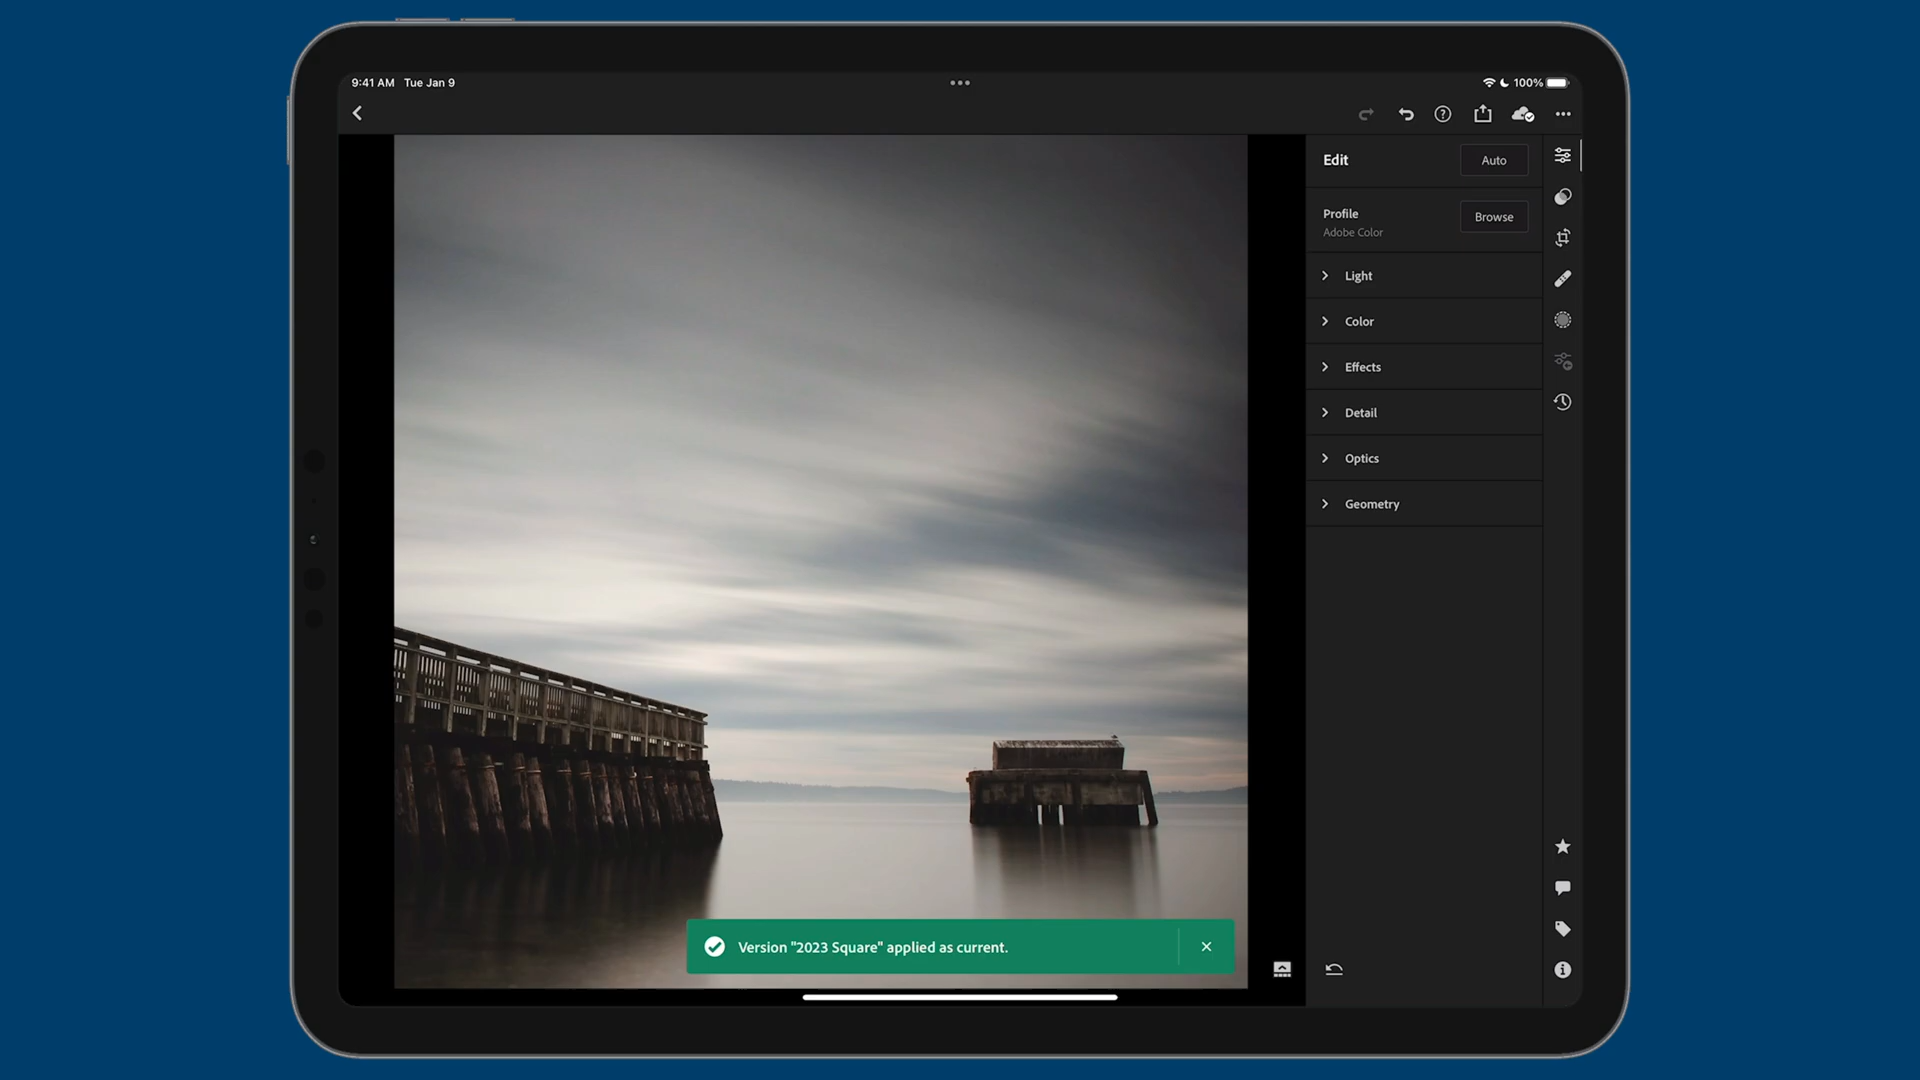 9:41 AM Tue Jan 9
100%
Edit
Auto
Profile
Adobe Color
Browse
Light
Color
Effects
Detail
Optics
Geometry
Version "2023 Square" applied as current.